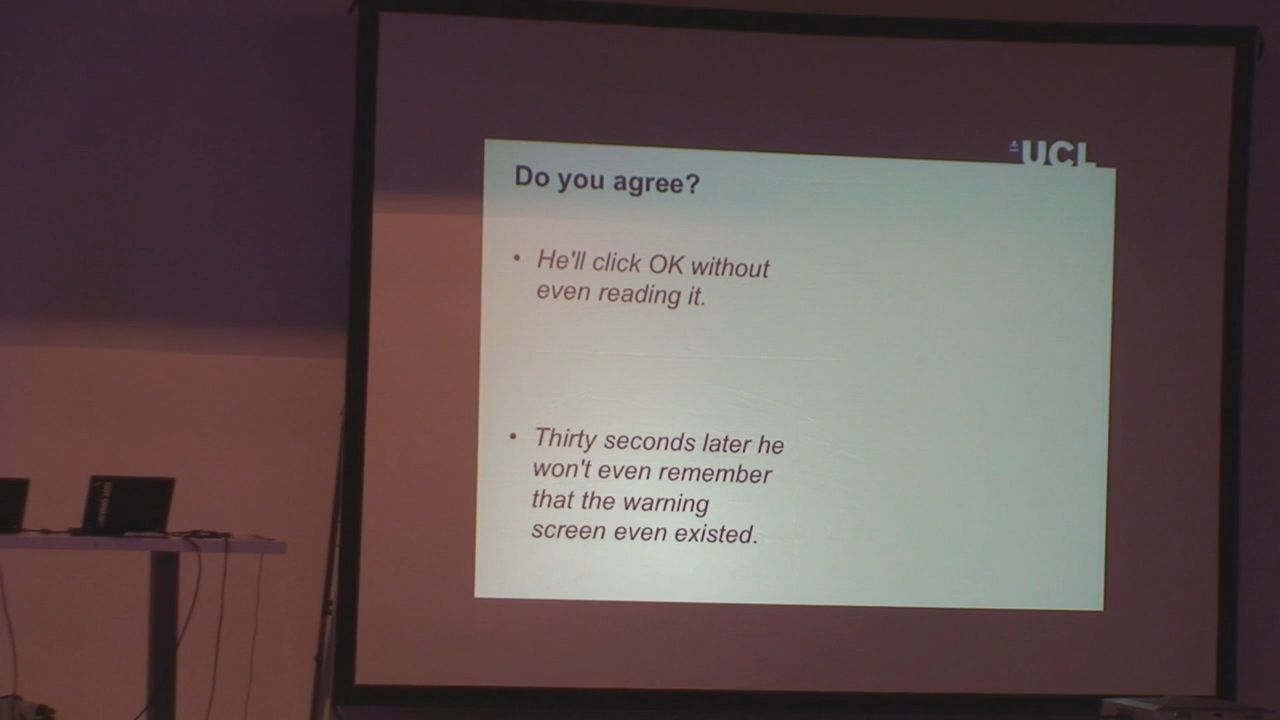 UCL
Do you agree?
• He'll click OK without
even reading it.
• Thirty seconds later he
won't even remember
that the warning
screen even existed.